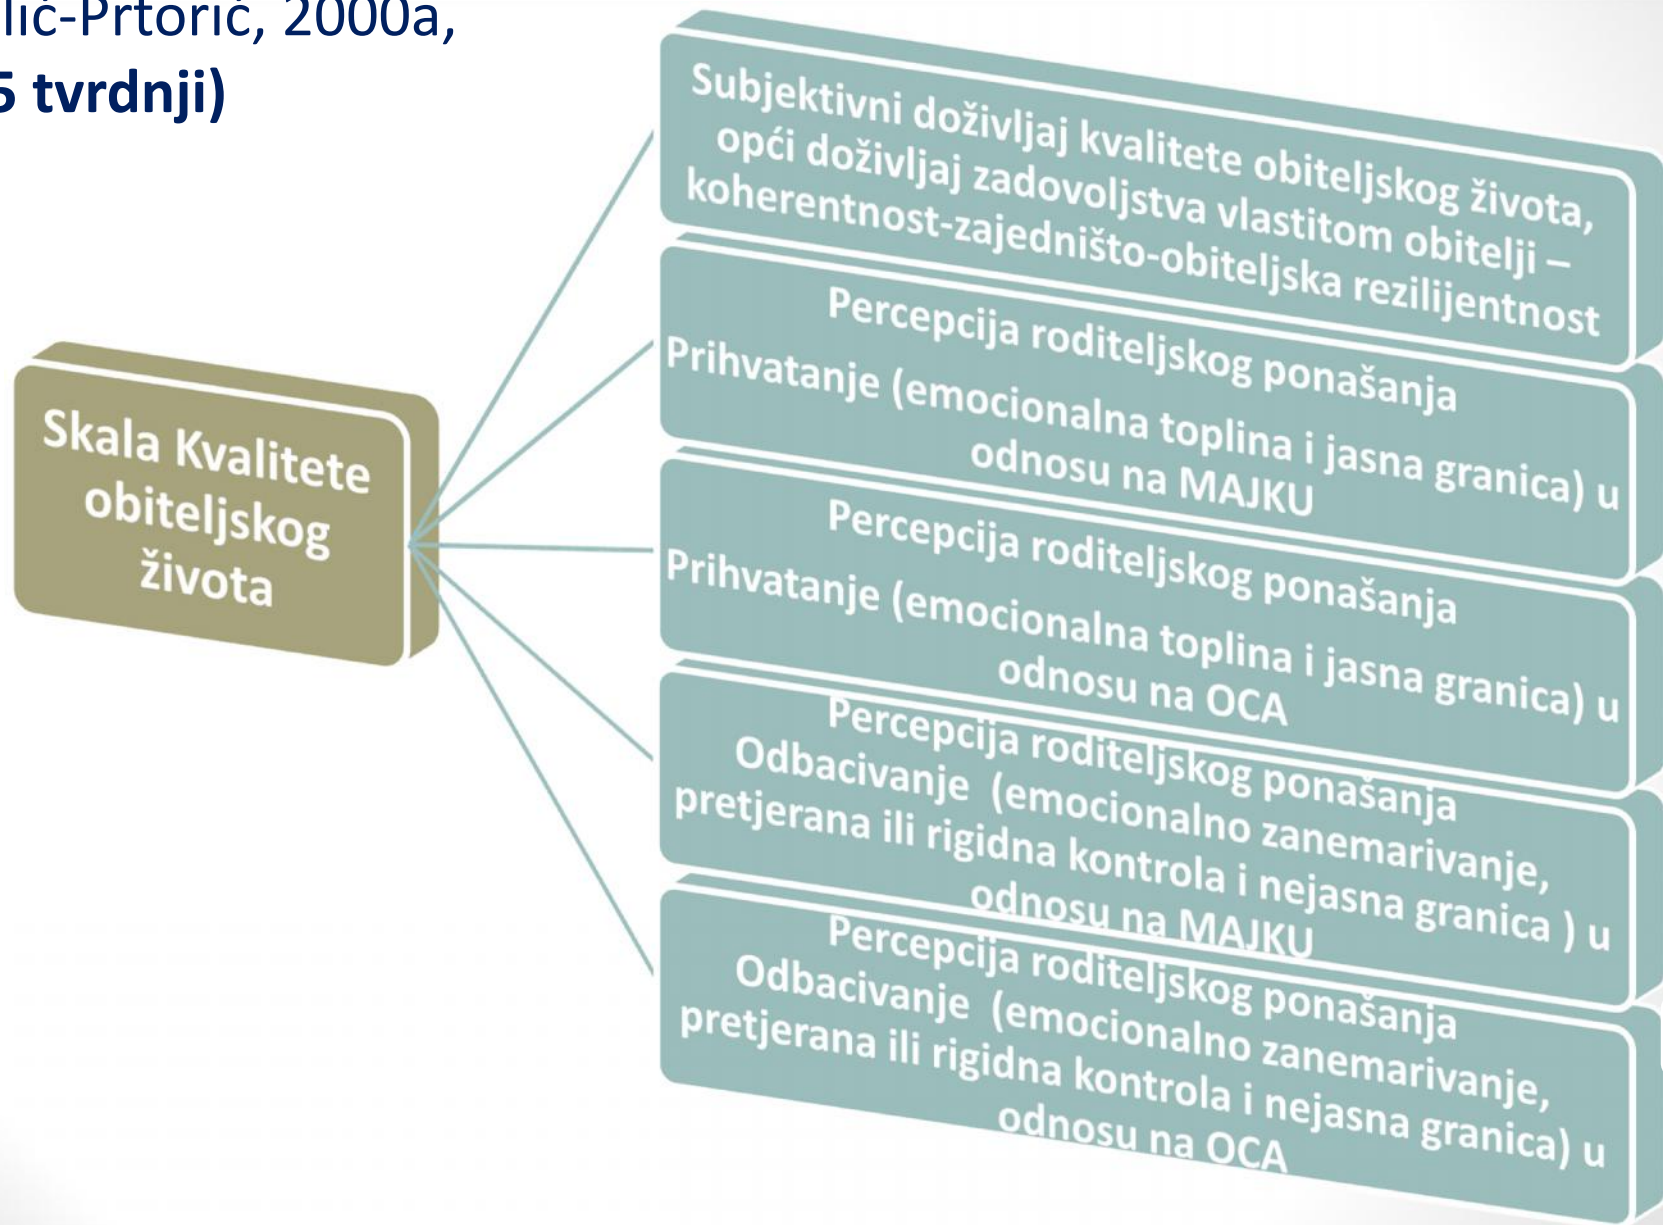 lić-Prtorić, 2000a,
5 tvrdnji)
Skala Kvalitete
obiteljskog
života
Subjektivni doživljaj kvalitete obiteljskog života,
opći doživljaj zadovoljstva vlastitom obitelji –
koherentnost-zajedništo-obiteljska rezilijentnost
Percepcija roditeljskog ponašanja
Prihvatanje (emocionalna toplina i jasna granica) u
odnosu na MAJKU
Percepcija roditeljskog ponašanja
Prihvatanje (emocionalna toplina i jasna granica) u
odnosu na OCA
Percepcija roditeljskog ponašanja
Odbacivanje (emocionalno zanemarivanje,
pretjerana ili rigidna kontrola i nejasna granica ) u
odnosu na MAJKU
Percepcija roditeljskog ponašanja
Odbacivanje (emocionalno zanemarivanje,
pretjerana ili rigidna kontrola i nejasna granica) u
odnosu na OCA